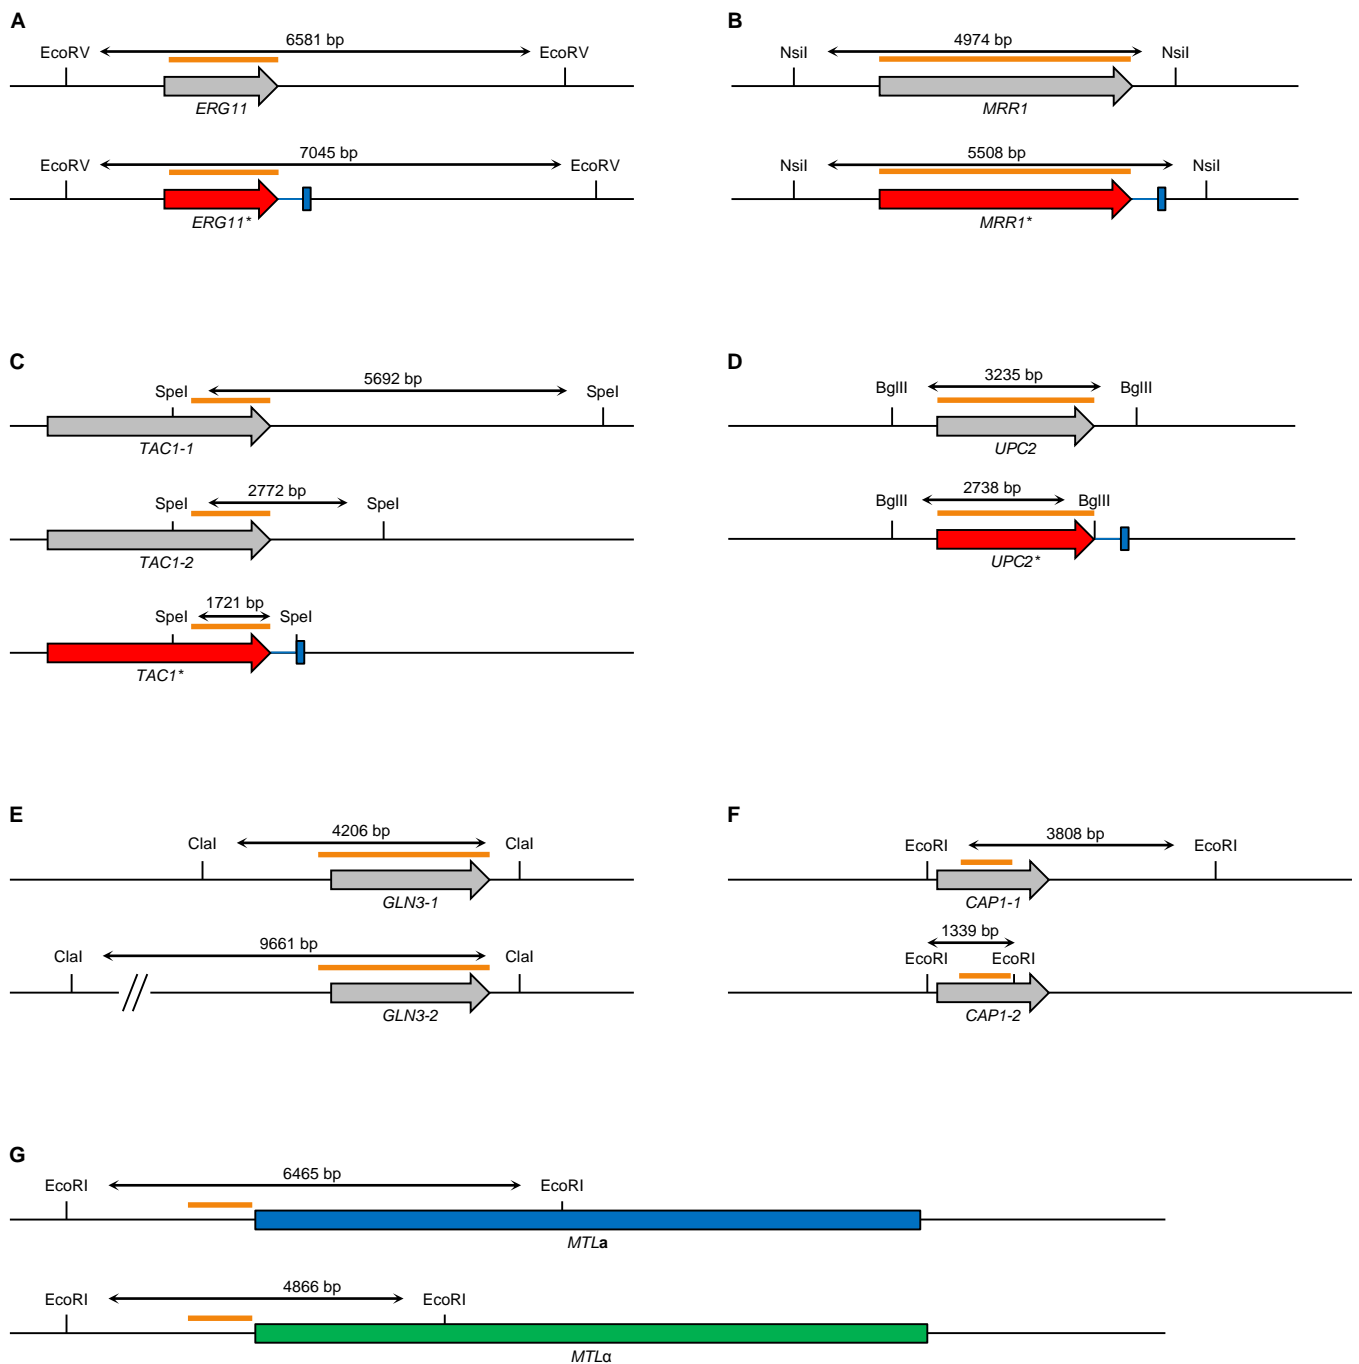 A
EcoRV 6581 bp EcoRV
ERG11
EcoRV 7045 bp EcoRV
ERG11*
B
NsiI 4974 bp NsiI
MRR1
NsiI 5508 bp NsiI
MRR1*
C
SpeI 5692 bp SpeI
TAC1-1
SpeI 2772 bp SpeI
TAC1-2
SpeI 1721 bp SpeI
TAC1*
D
BglII 3235 bp BglII
UPC2
BglII 2738 bp BglII
UPC2*
E
ClaI 4206 bp ClaI
GLN3-1
ClaI 9661 bp ClaI
GLN3-2
F
EcoRI 3808 bp EcoRI
CAP1-1
1339 bp
EcoRI EcoRI
CAP1-2
G
EcoRI 6465 bp EcoRI
MTLa
EcoRI 4866 bp EcoRI
MTLα